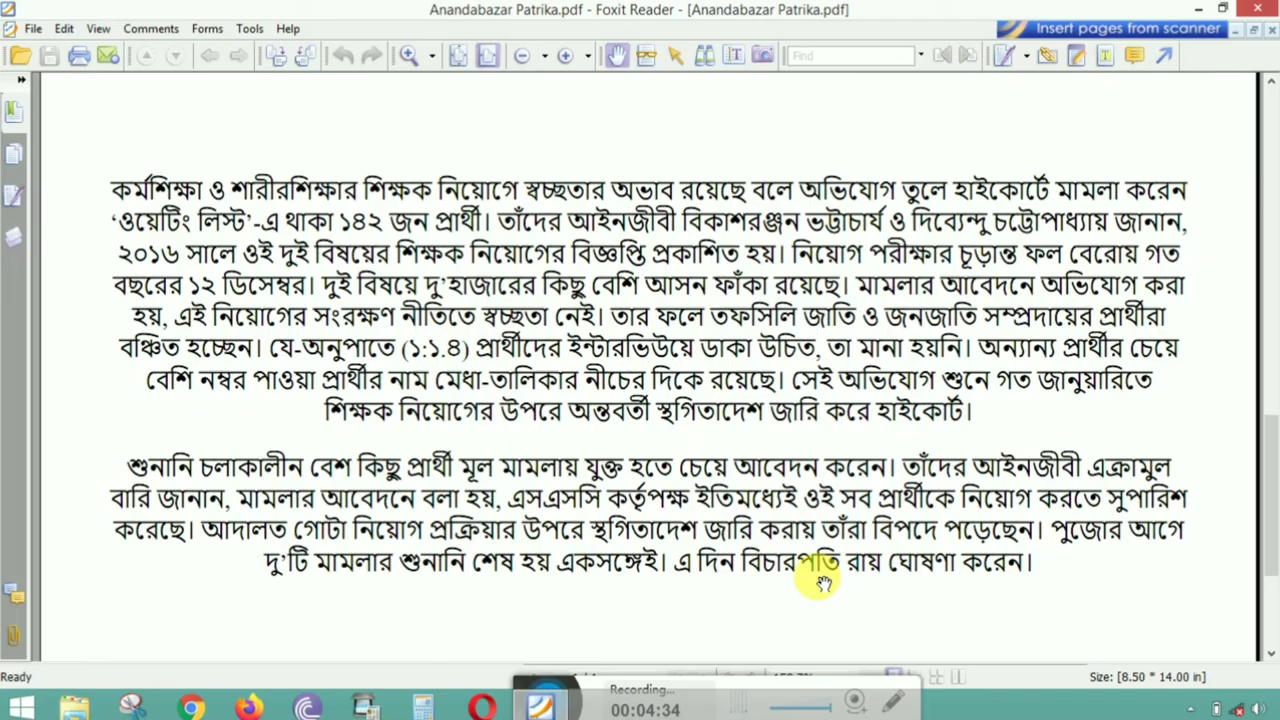 Anandabazar Patrika.pdf - Foxit Reader - [Anandabazar Patrika.pdf]
File Edit View Comments Forms Tools Help
Insert pages from scanner
Find
কর্মশিক্ষা ও শারীরশিক্ষার শিক্ষক নিয়োগে স্বচ্ছতার অভাব রয়েছে বলে অভিযোগ তুলে হাইকোর্টে মামলা করেন
‘ওয়েটিং লিস্ট’-এ থাকা ১৪২ জন প্রার্থী। তাঁদের আইনজীবী বিকাশরঞ্জন ভট্টাচার্য ও দিব্যেন্দু চট্টোপাধ্যায় জানান,
২০১৬ সালে ওই দুই বিষয়ের শিক্ষক নিয়োগের বিজ্ঞপ্তি প্রকাশিত হয়। নিয়োগ পরীক্ষার চূড়ান্ত ফল বেরোয় গত
বছরের ১২ ডিসেম্বর। দুই বিষয়ে দু’হাজারের কিছু বেশি আসন ফাঁকা রয়েছে। মামলার আবেদনে অভিযোগ করা
হয়, এই নিয়োগের সংরক্ষণ নীতিতে স্বচ্ছতা নেই। তার ফলে তফসিলি জাতি ও জনজাতি সম্প্রদায়ের প্রার্থীরা
বঞ্চিত হচ্ছেন। যে-অনুপাতে (১:১.৪) প্রার্থীদের ইন্টারভিউয়ে ডাকা উচিত, তা মানা হয়নি। অন্যান্য প্রার্থীর চেয়ে
বেশি নম্বর পাওয়া প্রার্থীর নাম মেধা-তালিকার নীচের দিকে রয়েছে। সেই অভিযোগ শুনে গত জানুয়ারিতে
শিক্ষক নিয়োগের উপরে অন্তবর্তী স্থগিতাদেশ জারি করে হাইকোর্ট।
শুনানি চলাকালীন বেশ কিছু প্রার্থী মূল মামলায় যুক্ত হতে চেয়ে আবেদন করেন। তাঁদের আইনজীবী এক্রামুল
বারি জানান, মামলার আবেদনে বলা হয়, এসএসসি কর্তৃপক্ষ ইতিমধ্যেই ওই সব প্রার্থীকে নিয়োগ করতে সুপারিশ
করেছে। আদালত গোটা নিয়োগ প্রক্রিয়ার উপরে স্থগিতাদেশ জারি করায় তাঁরা বিপদে পড়েছেন। পুজোর আগে
দু’টি মামলার শুনানি শেষ হয় একসঙ্গেই। এ দিন বিচারপতি রায় ঘোষণা করেন।
Ready
Size: [8.50 * 14.00 in]
Recording...
00:04:34